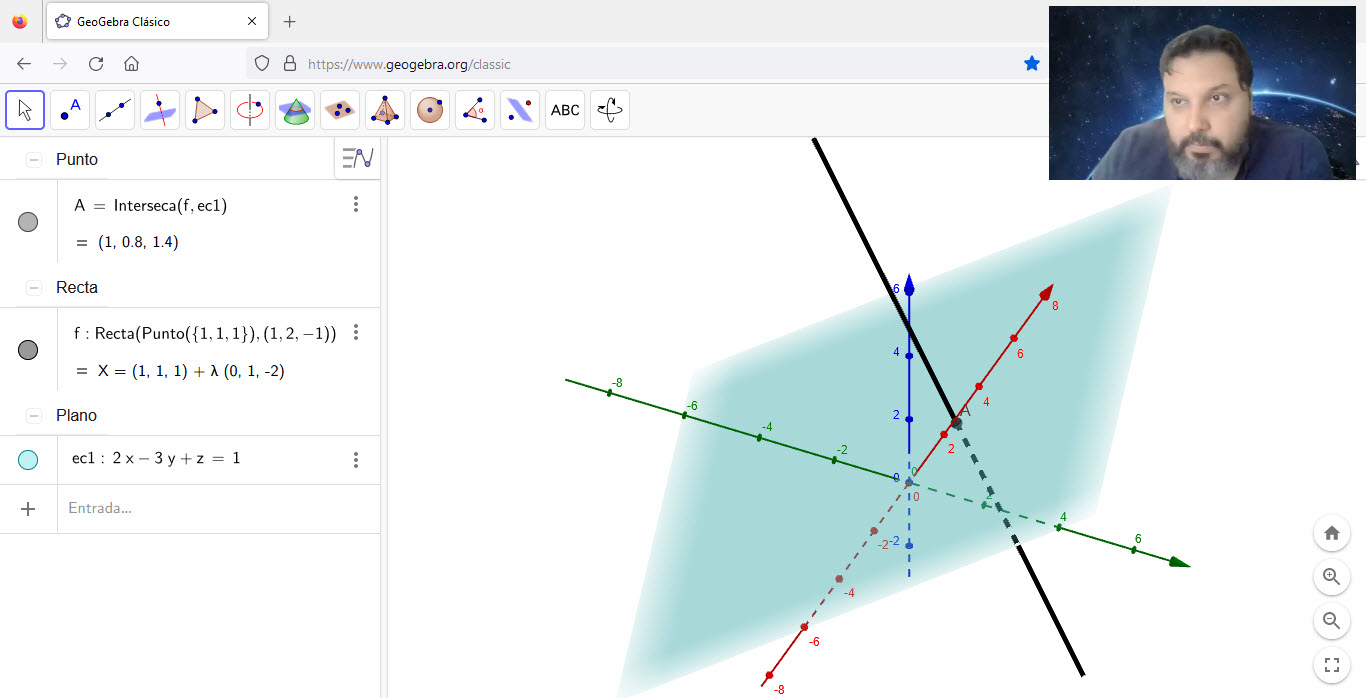 GeoGebra Clásico
https://www.geogebra.org/classic
A
ABC
Punto
A = Interseca(f, ec1)
= (1, 0.8, 1.4)
Recta
f : Recta(Punto({1, 1, 1}), (1, 2, −1))
= X = (1, 1, 1) + λ (0, 1, -2)
Plano
ec1 : 2 x − 3 y + z = 1
Entrada...
6
8
6
4
4
A
2
2
0
0
0
-8
-6
-4
-2
2
4
6
-2
-2
-4
-6
-8